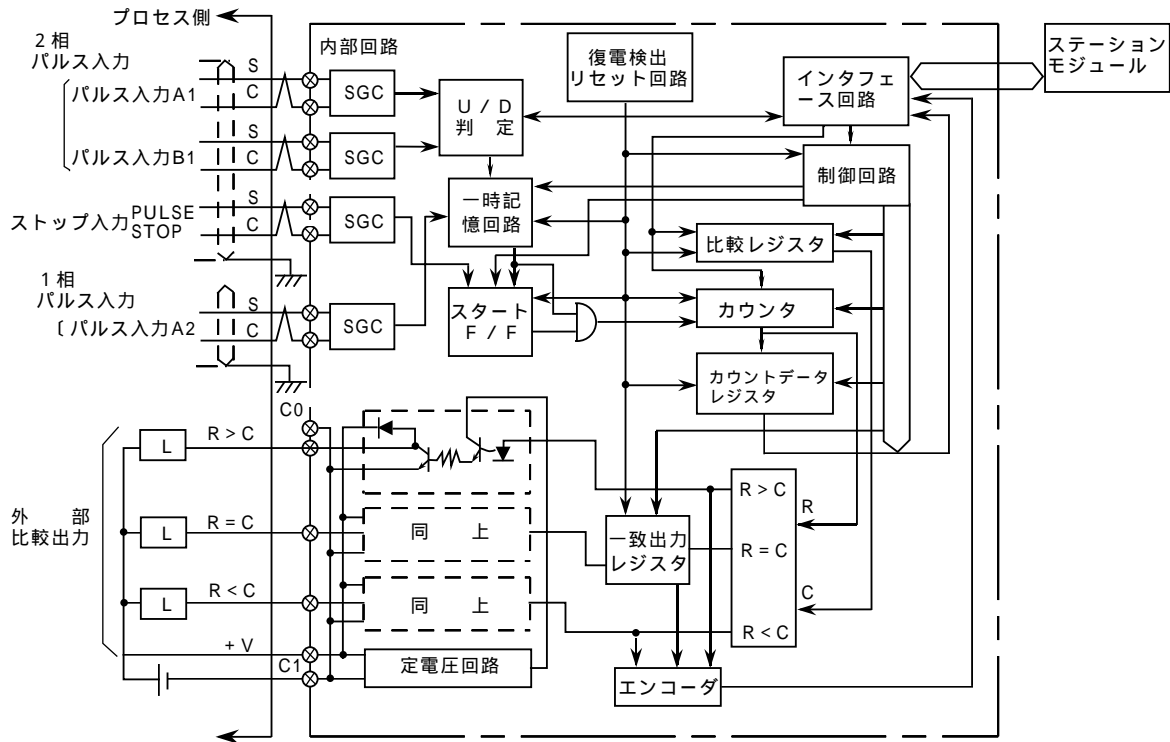 プロセス側
2相
パルス入力
パルス入力A1
パルス入力B1
S
C
S
C
ストップ入力
PULSE
STOP
S
C
1相
パルス入力
パルス入力A2
S
C
内部回路
SGC
SGC
SGC
SGC
U/D
判 定
一時記
憶回路
スタート
F/F
復電検出
リセット回路
インタフェ
ース回路
ステーション
モジュール
制御回路
比較レジスタ
カウンタ
カウントデータ
レジスタ
C0
外 部
比較出力
L
R > C
L
R = C
L
R < C
+ V
C1
同 上
同 上
定電圧回路
一致出力
レジスタ
R > C
R = C
R < C
R
C
エンコーダ